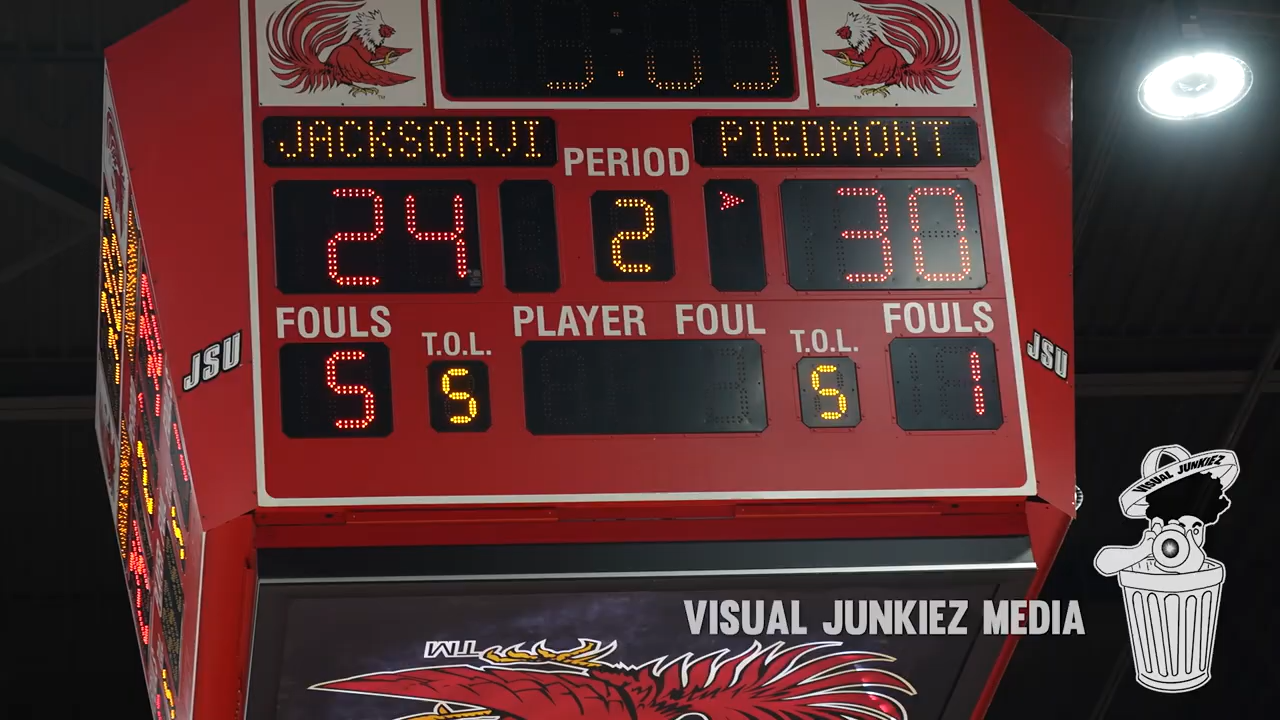 JACKSONVI
PERIOD
PIEDMONT
24
2
30
FOULS
PLAYER FOUL
FOULS
T.O.L.
T.O.L.
5
5
5
1
JSU
JSU
VISUAL JUNKIEZ
VISUAL JUNKIEZ MEDIA
TM